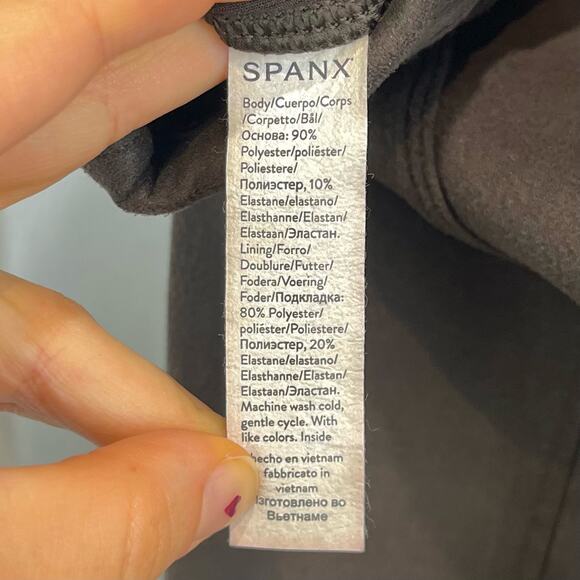 SPANX
Body/Cuerpo/Corps
/Corpetto/Bål/
Основа: 90%
Polyester/poliéster/
Poliestere/
Полиэстер, 10%
Elastane/elastano/
Elasthanne/Elastan/
Elastaan/Эластан.
Lining/Forro/
Doublure/Futter/
Fodera/Voering/
Foder/Подкладка:
80% Polyester/
poliéster/Poliestere/
Полиэстер, 20%
Elastane/elastano/
Elasthanne/Elastan/
Elastaan/Эластан.
Machine wash cold,
gentle cycle. With
like colors. Inside
hecho en vietnam
fabbricato in
vietnam
Изготовлено во
Вьетнаме